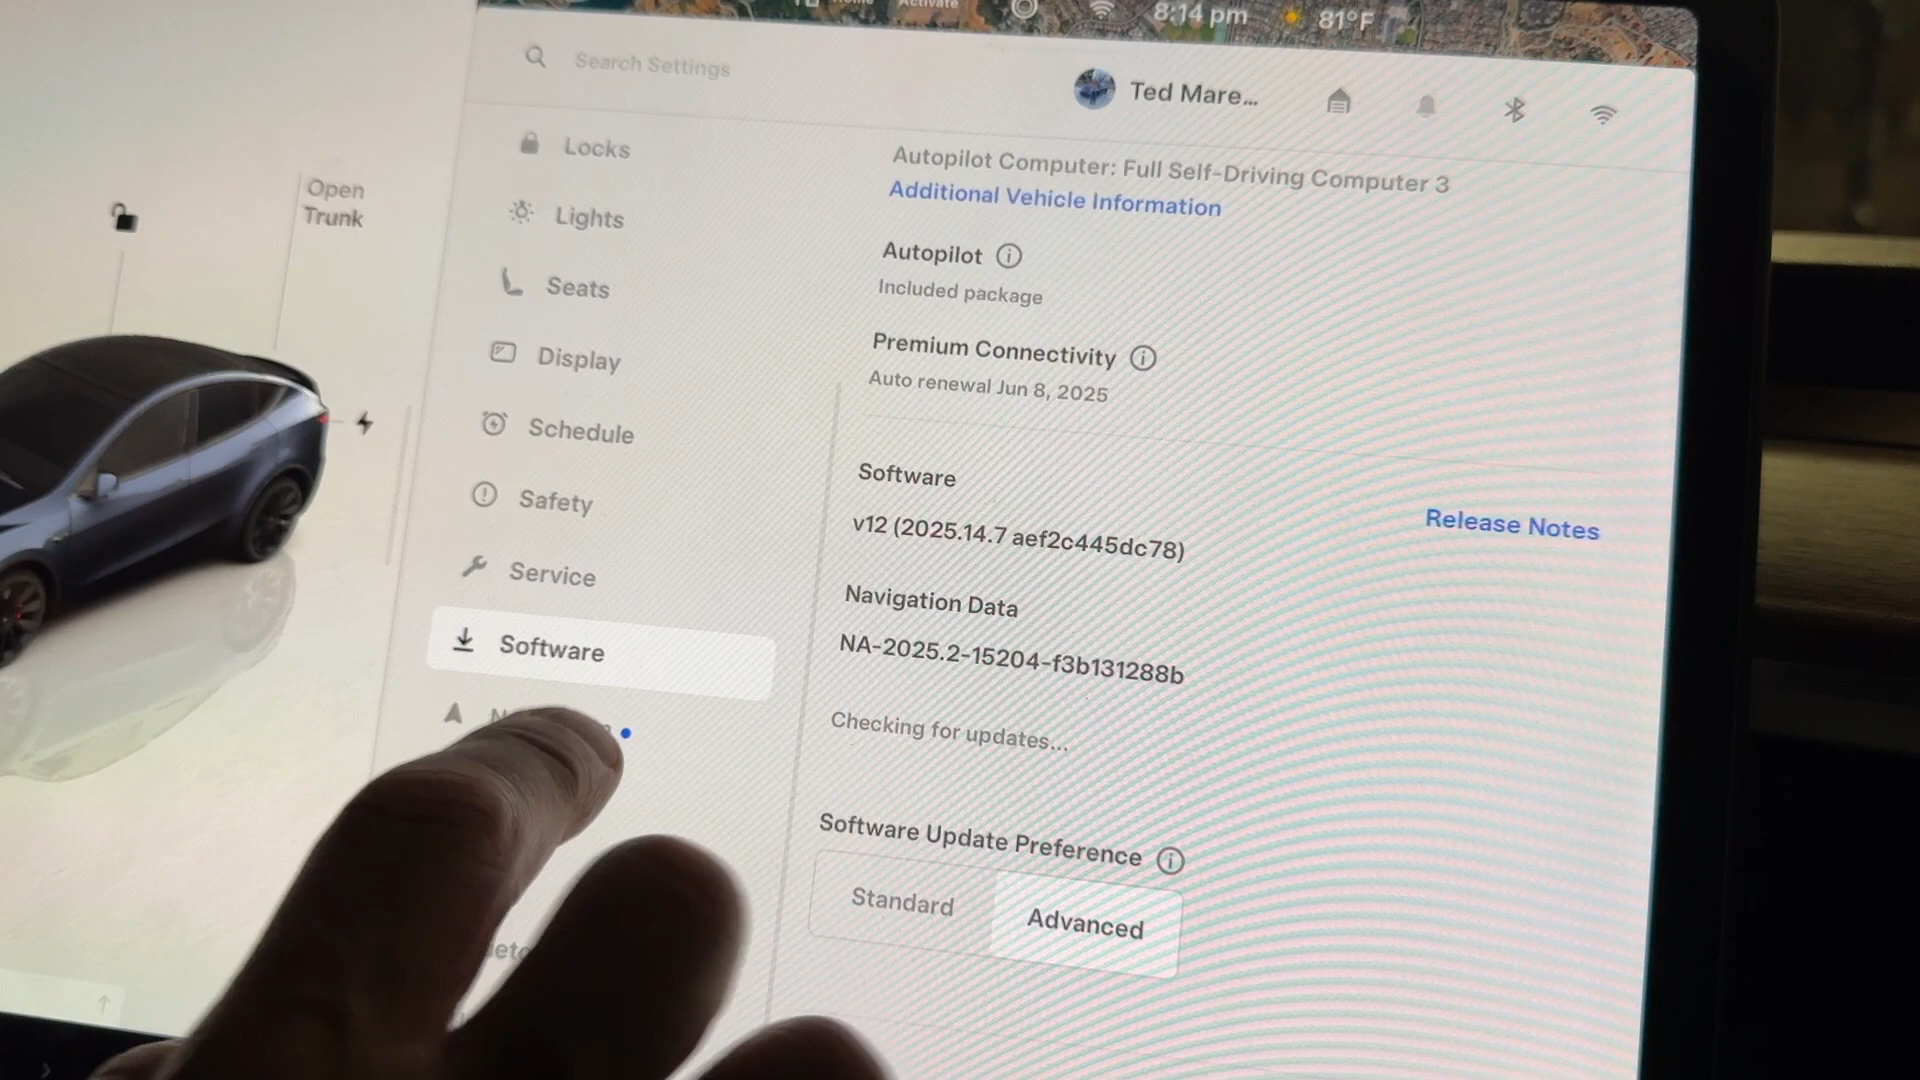 Activate
8:14 pm
81°F
Search Settings
Ted Mare...
Open
Trunk
Locks
Lights
Seats
Display
Schedule
Safety
Service
Software
Autopilot Computer: Full Self-Driving Computer 3
Additional Vehicle Information
Autopilot
Included package
Premium Connectivity
Auto renewal Jun 8, 2025
Software
v12 (2025.14.7 aef2c445dc78)
Release Notes
Navigation Data
NA-2025.2-15204-f3b131288b
Checking for updates...
Software Update Preference
Standard
Advanced